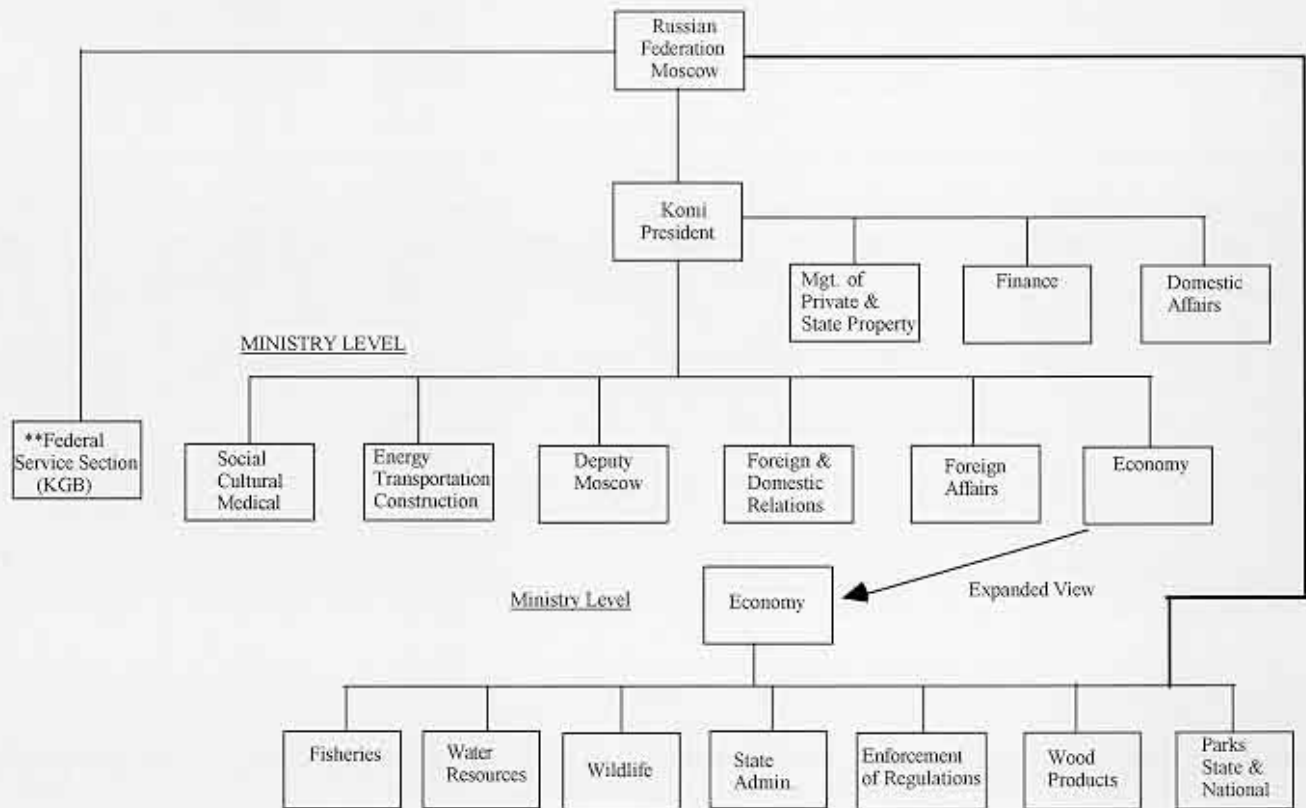 Russian
Federation
Moscow
Komi
President
Mgt. of
Private &
State Property
Finance
Domestic
Affairs
MINISTRY LEVEL
**Federal
Service Section
(KGB)
Social
Cultural
Medical
Energy
Transportation
Construction
Deputy
Moscow
Foreign &
Domestic
Relations
Foreign
Affairs
Economy
Ministry Level
Economy
Expanded View
Fisheries
Water
Resources
Wildlife
State
Admin.
Enforcement
of Regulations
Wood
Products
Parks
State &
National